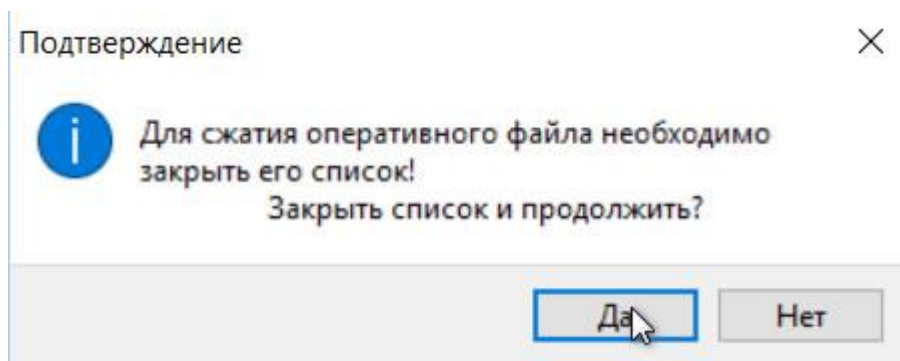 Подтверждение
Для сжатия оперативного файла необходимо
закрыть его список!
Закрыть список и продолжить?
Да
Нет